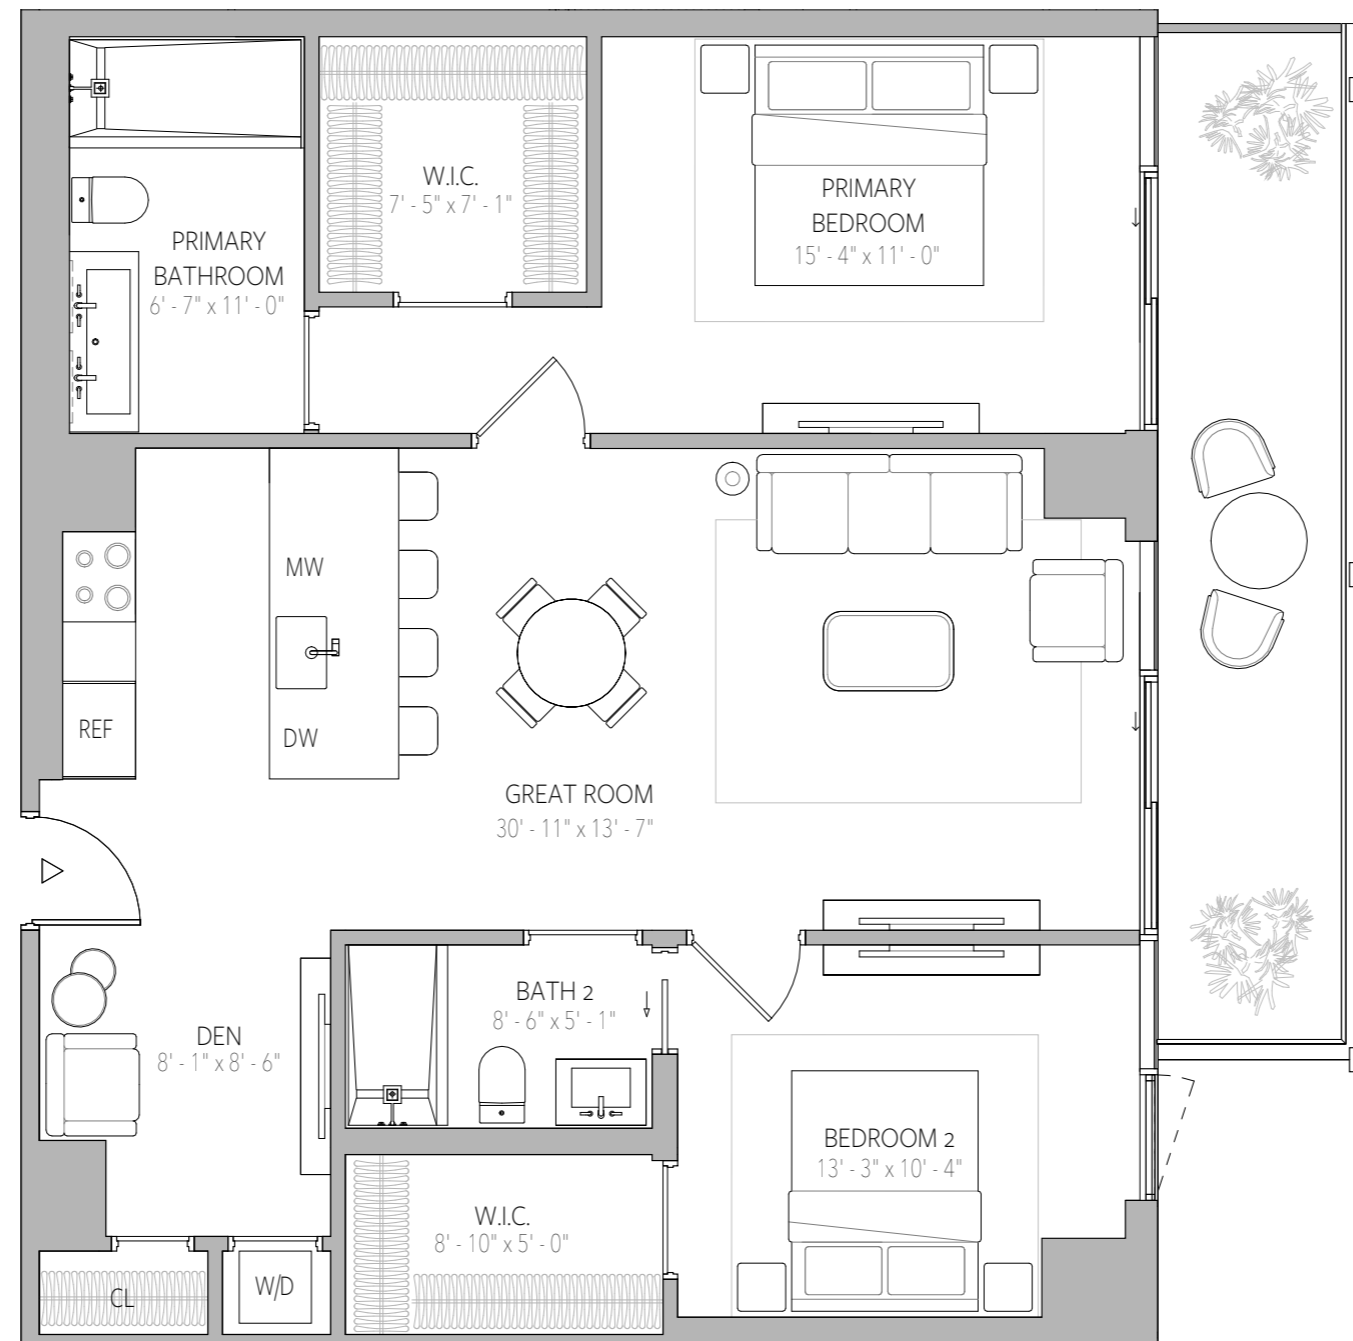 W.I.C.
7' - 5" x 7' - 1"
PRIMARY
BEDROOM
15' - 4" x 11' - 0"
PRIMARY
BATHROOM
6' - 7" x 11' - 0"
MW
REF
DW
GREAT ROOM
30' - 11" x 13' - 7"
BATH 2
8' - 6" x 5' - 1"
DEN
8' - 1" x 8' - 6"
BEDROOM 2
13' - 3" x 10' - 4"
W.I.C.
8' - 10" x 5' - 0"
CL
W/D